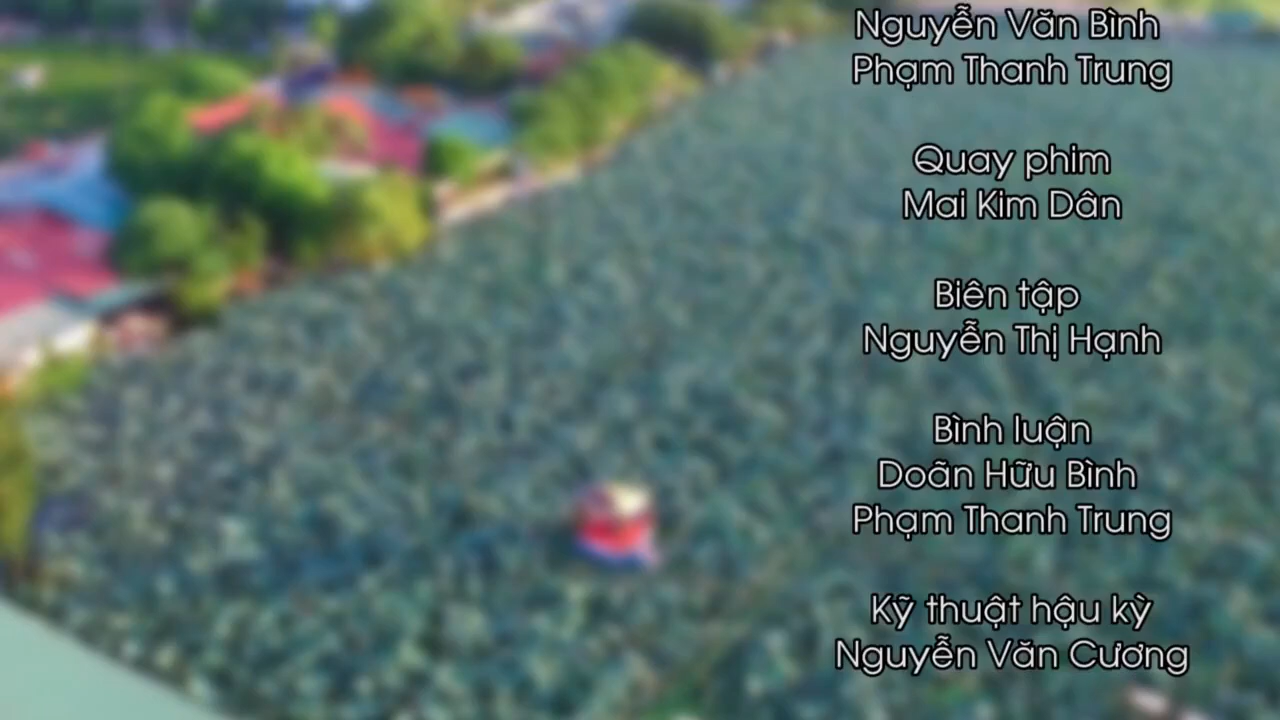 Nguyễn Văn Bình
Phạm Thanh Trung
Quay phim
Mai Kim Dân
Biên tập
Nguyễn Thị Hạnh
Bình luận
Doãn Hữu Bình
Phạm Thanh Trung
Kỹ thuật hậu kỳ
Nguyễn Văn Cương